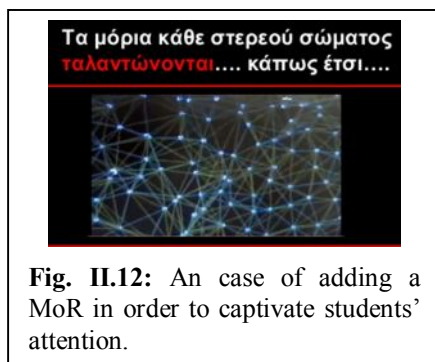 Τα μόρια κάθε στερεού σώματος
ταλαντώνονται.... κάπως έτσι....
Fig. II.12: An case of adding a
MoR in order to captivate students’
attention.